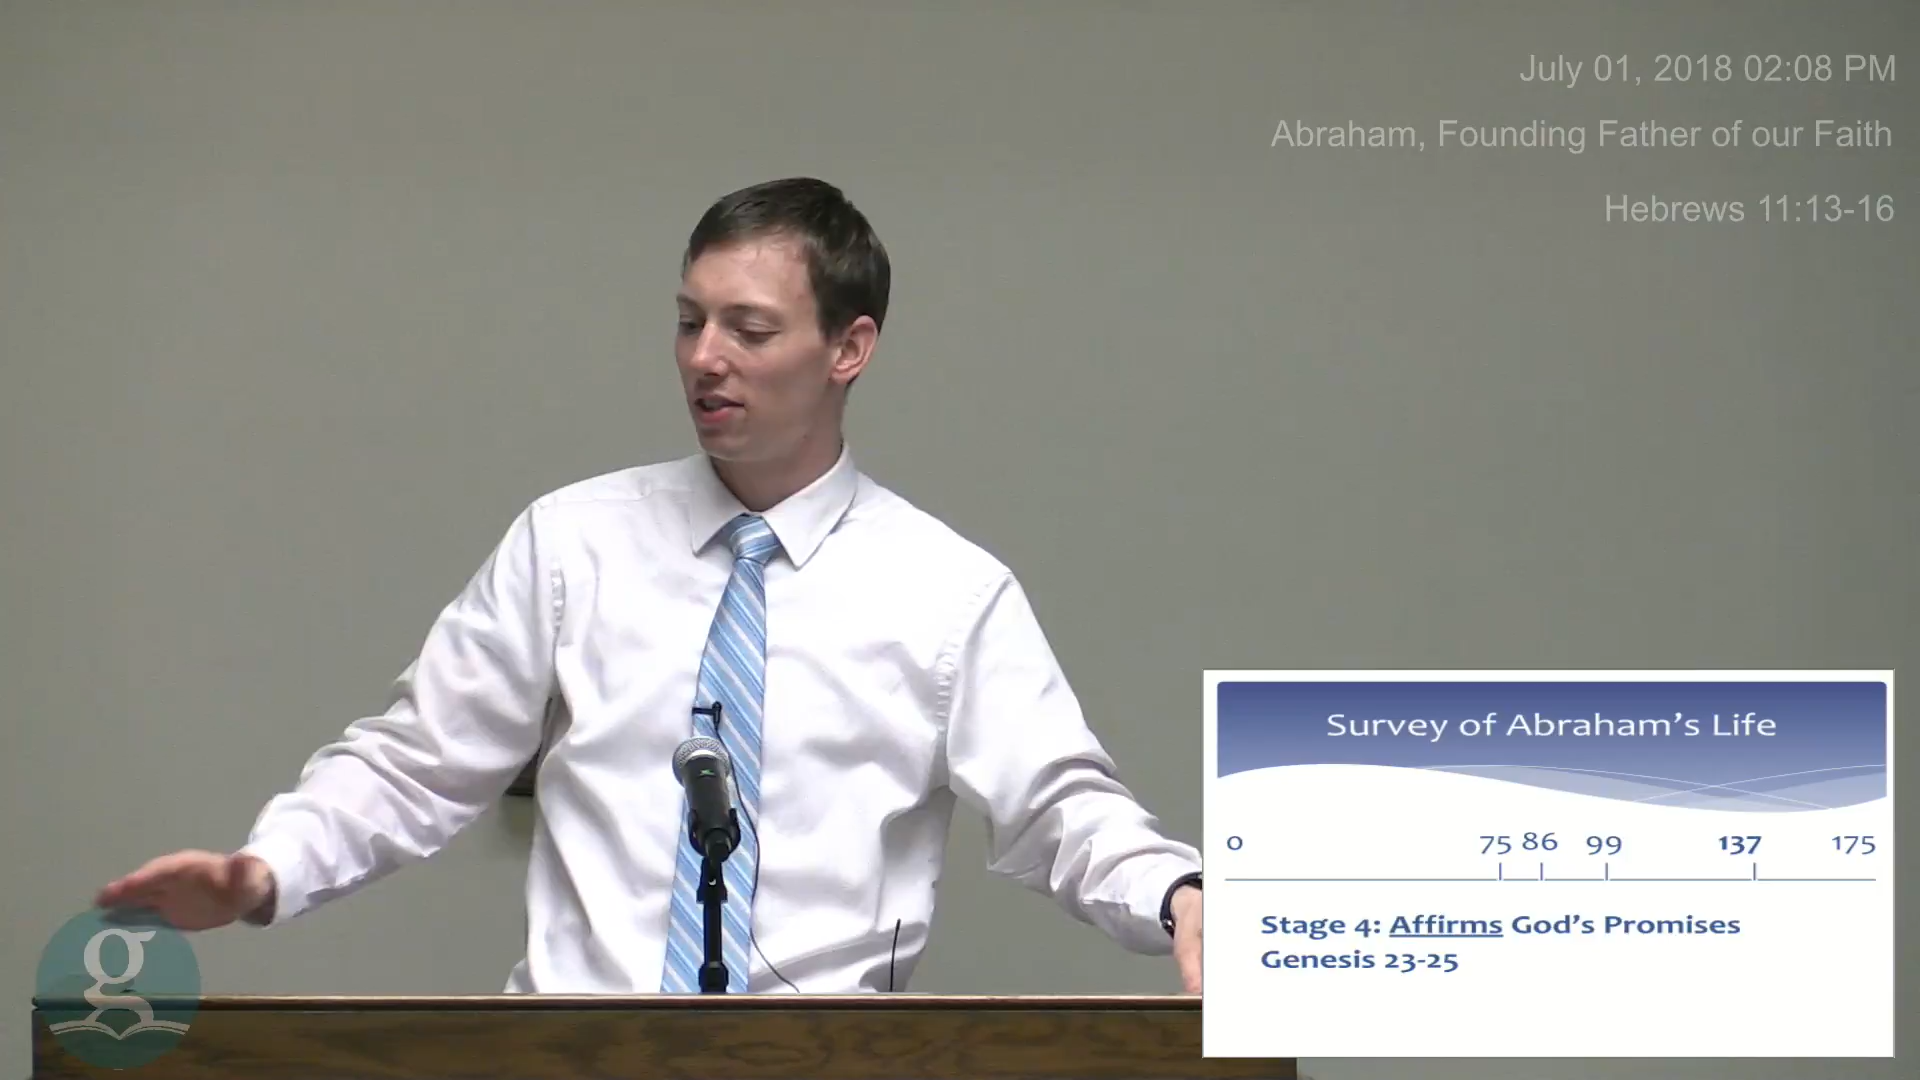 July 01, 2018 02:08 PM
Abraham, Founding Father of our Faith
Hebrews 11:13-16
g
Survey of Abraham's Life
0 75 86 99 137 175
Stage 4: Affirms God's Promises
Genesis 23-25